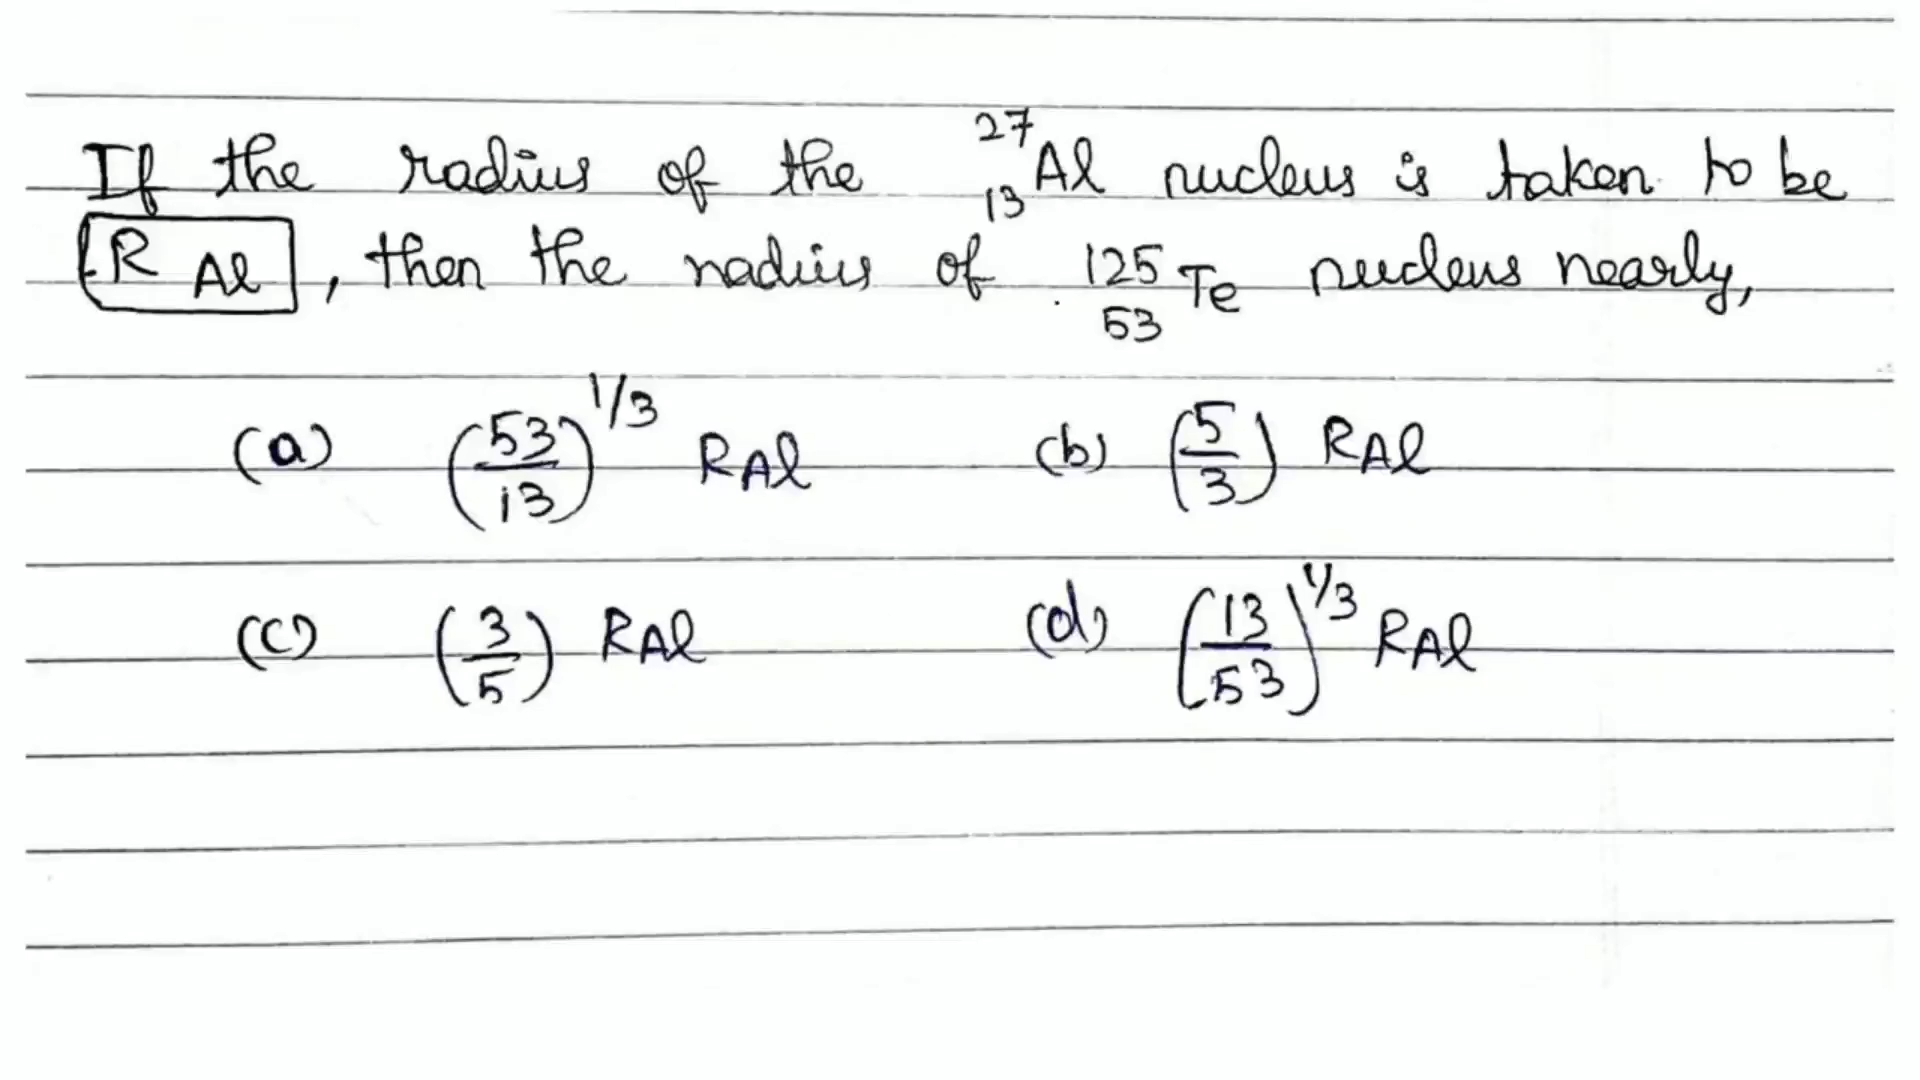 If the radius of the ²⁷₁₃Al nucleus is taken to be
R Al , then the radius of ¹²⁵₅₃Te nucleus nearly,
(a) (53/13)^1/3 RAl (b) (5/3) RAl
(c) (3/5) RAl (d) (13/53)^1/3 RAl